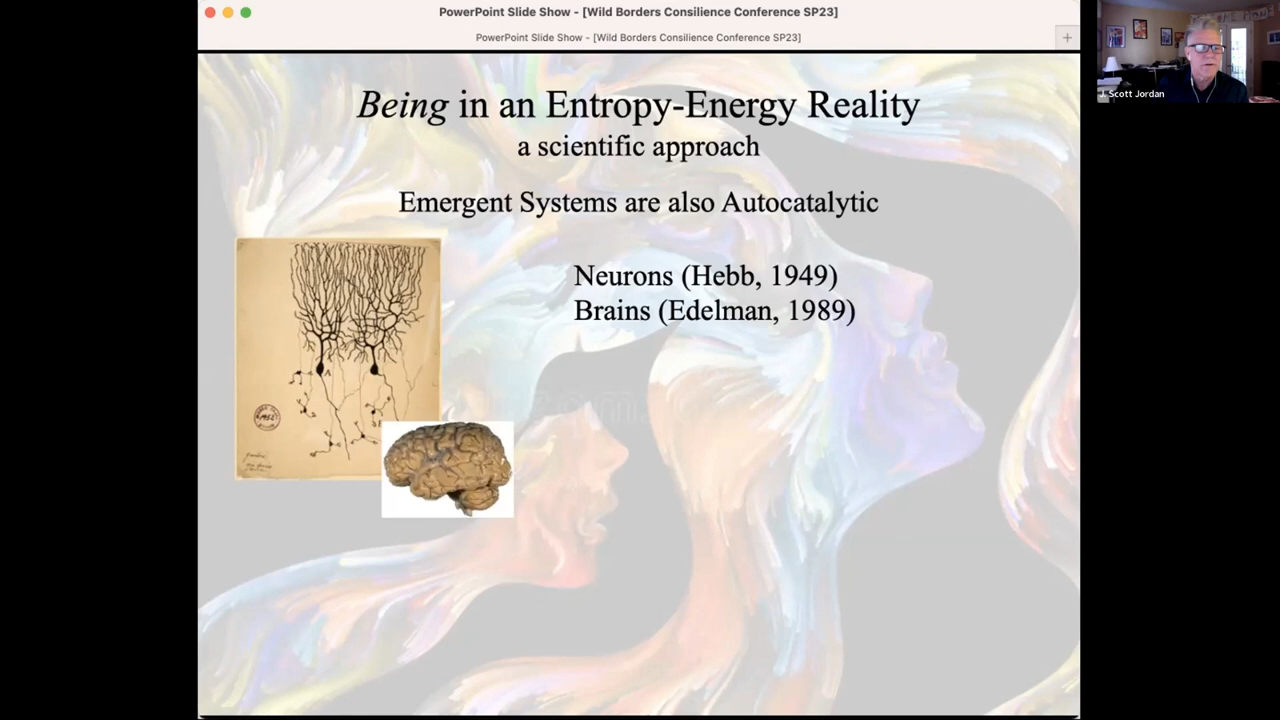 PowerPoint Slide Show - [Wild Borders Consilience Conference SP23]
PowerPoint Slide Show - [Wild Borders Consilience Conference SP23]
J. Scott Jordan
Being in an Entropy-Energy Reality
a scientific approach
Emergent Systems are also Autocatalytic
Neurons (Hebb, 1949)
Brains (Edelman, 1989)